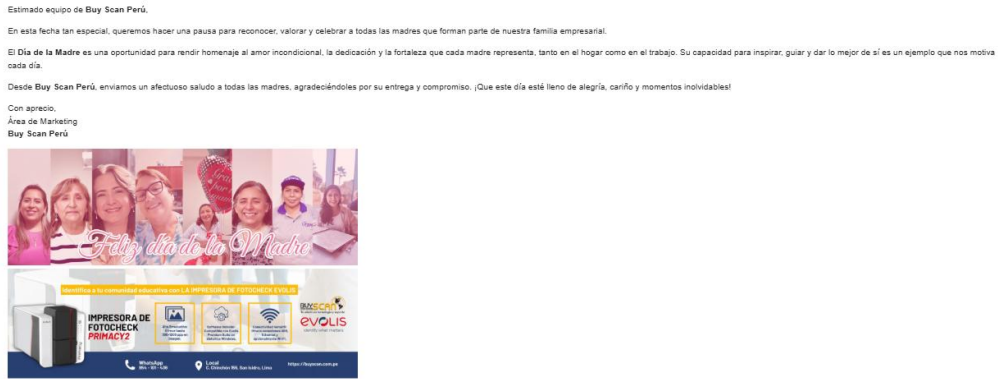 Estimado equipo de Buy Scan Perú,
En esta fecha tan especial, queremos hacer una pausa para reconocer, valorar y celebrar a todas las madres que forman parte de nuestra familia empresarial.
El Día de la Madre es una oportunidad para rendir homenaje al amor incondicional, la dedicación y la fortaleza que cada madre representa, tanto en el hogar como en el trabajo. Su capacidad para inspirar, guiar y dar lo mejor de sí es un ejemplo que nos motiva
cada día.
Desde Buy Scan Perú, enviamos un afectuoso saludo a todas las madres, agradeciéndoles por su entrega y compromiso. ¡Que este día esté lleno de alegría, cariño y momentos inolvidables!
Con aprecio,
Área de Marketing
Buy Scan Perú
Feliz día de la Madre
Identifica a tu comunidad educativa con LA IMPRESORA DE FOTOCHECK EVOLIS
IMPRESORA DE
FOTOCHECK
PRIMACY2
BUYSCAN
evolis
WhatsApp
Local
https://buyscan.com.pe